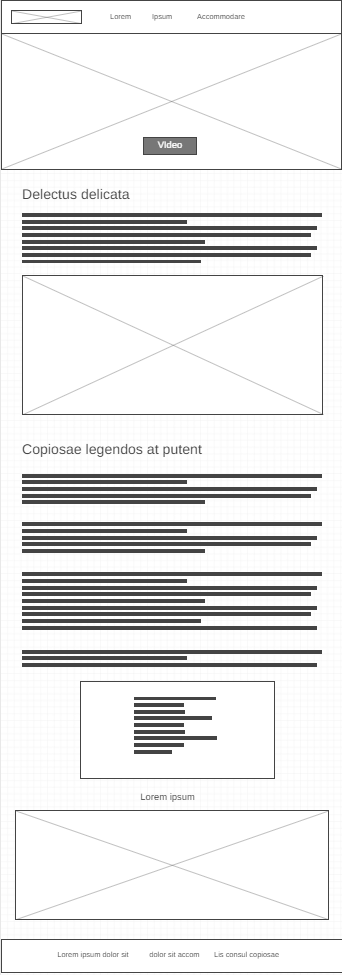 Lorem Ipsum Accommodare
Video
Delectus delicata
Copiosae legendos at putent
Lorem ipsum
Lorem ipsum dolor sit dolor sit accom Lis consul copiosae